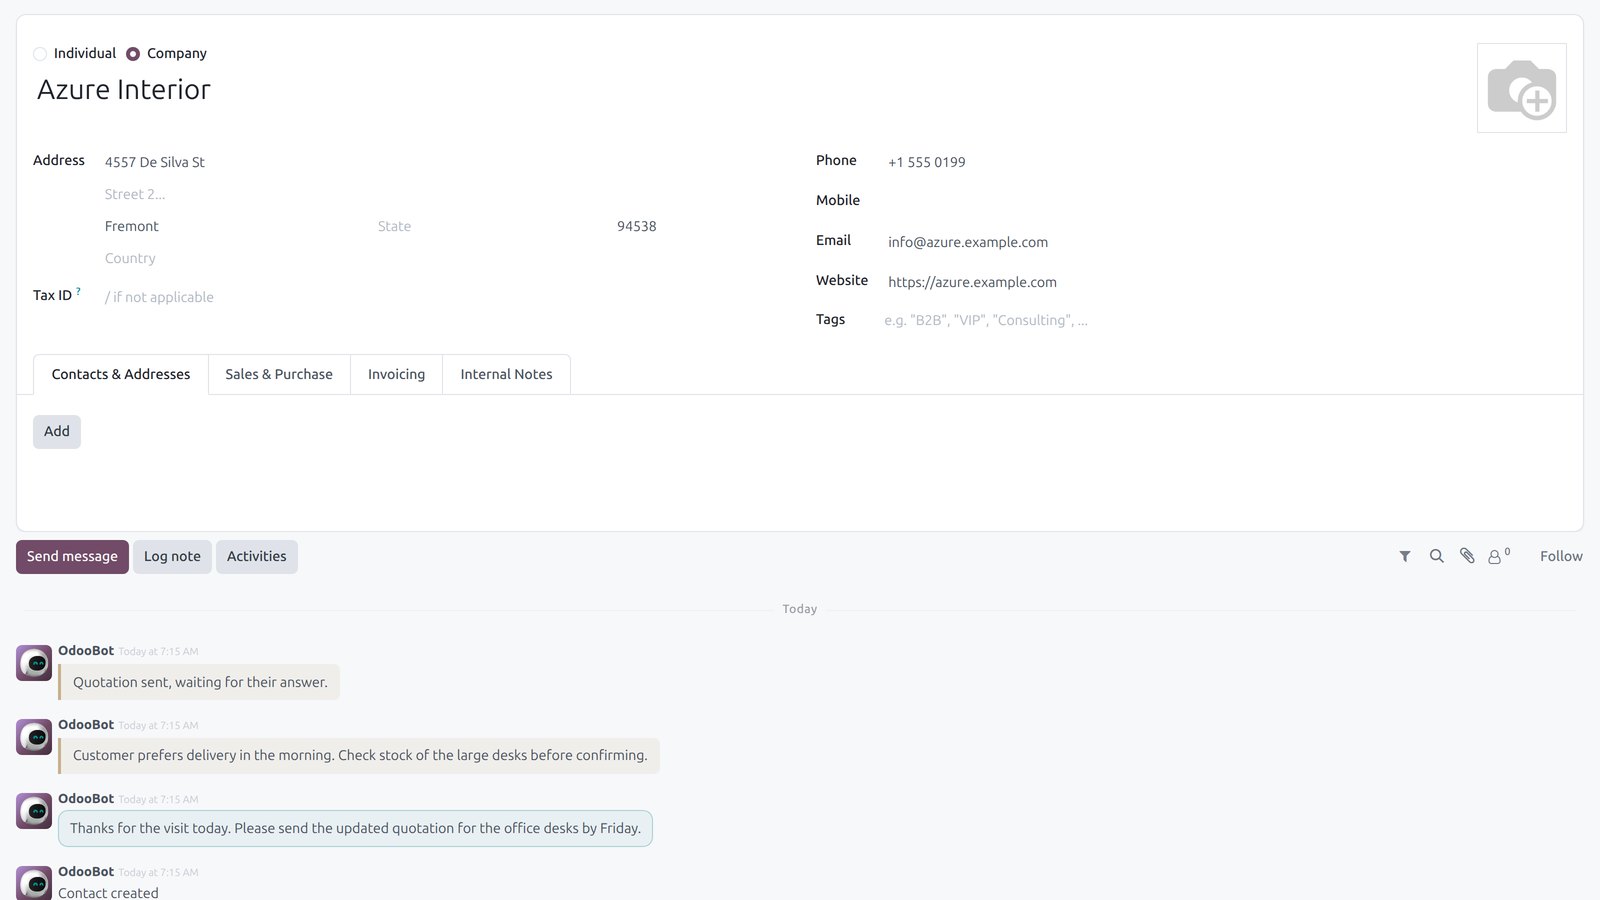 Individual Company
Azure Interior
Address 4557 De Silva St
Street 2...
Fremont State 94538
Country
Tax ID ? / if not applicable
Phone +1 555 0199
Mobile
Email info@azure.example.com
Website https://azure.example.com
Tags e.g. "B2B", "VIP", "Consulting", ...
Contacts & Addresses Sales & Purchase Invoicing Internal Notes
Add
Send message Log note Activities 0 Follow
Today
OdooBot Today at 7:15 AM
Quotation sent, waiting for their answer.
OdooBot Today at 7:15 AM
Customer prefers delivery in the morning. Check stock of the large desks before confirming.
OdooBot Today at 7:15 AM
Thanks for the visit today. Please send the updated quotation for the office desks by Friday.
OdooBot Today at 7:15 AM
Contact created